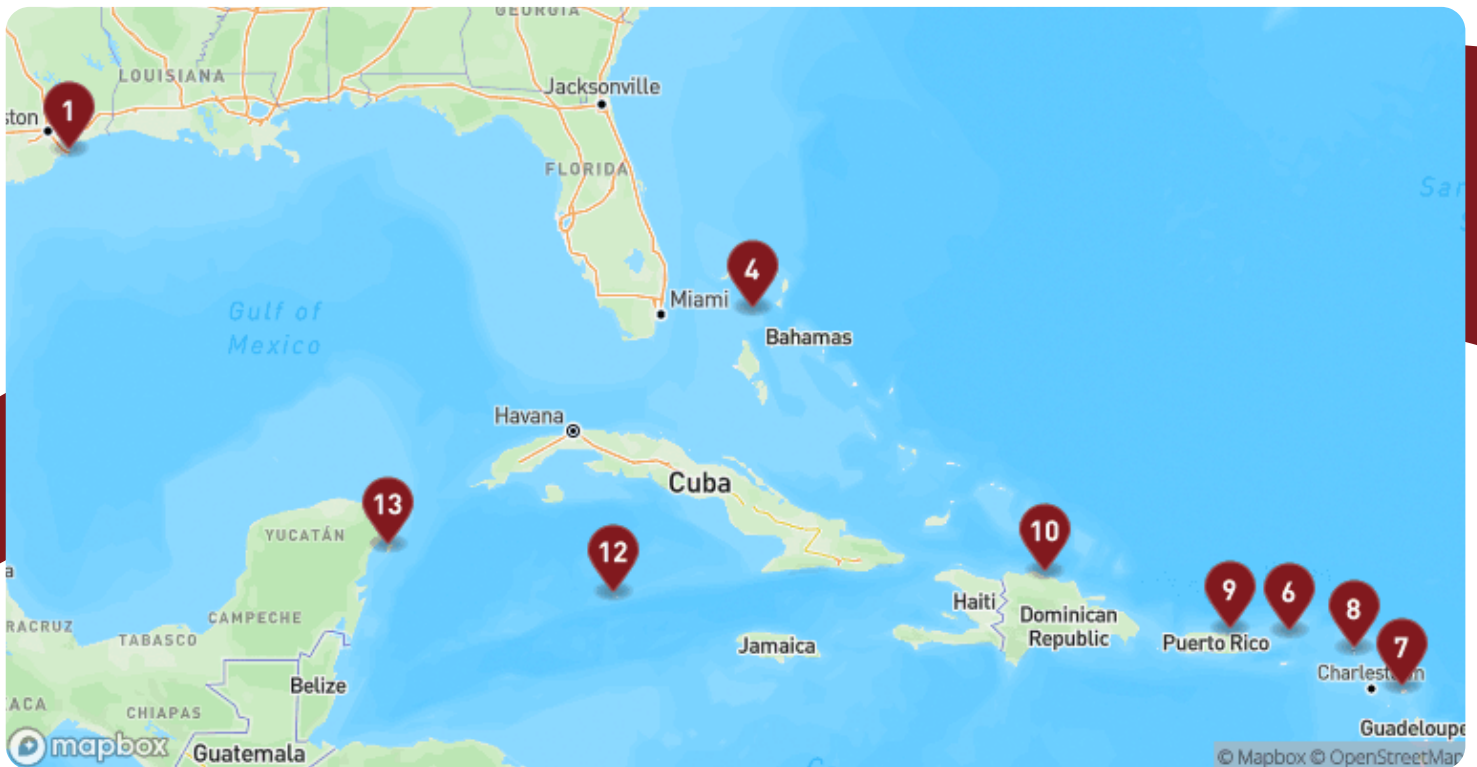 GEORGIA
LOUISIANA
Jacksonville
1
ston
FLORIDA
4
Miami
Gulf of
Mexico
Bahamas
Havana
Cuba
13
YUCATÁN
12
10
9
6
8
7
a
RACRUZ
CAMPECHE
TABASCO
Haiti
Dominican
Republic
Jamaica
Puerto Rico
Belize
ACA
CHIAPAS
Guatemala
Guadeloupe
mapbox
© Mapbox © OpenStreetMap